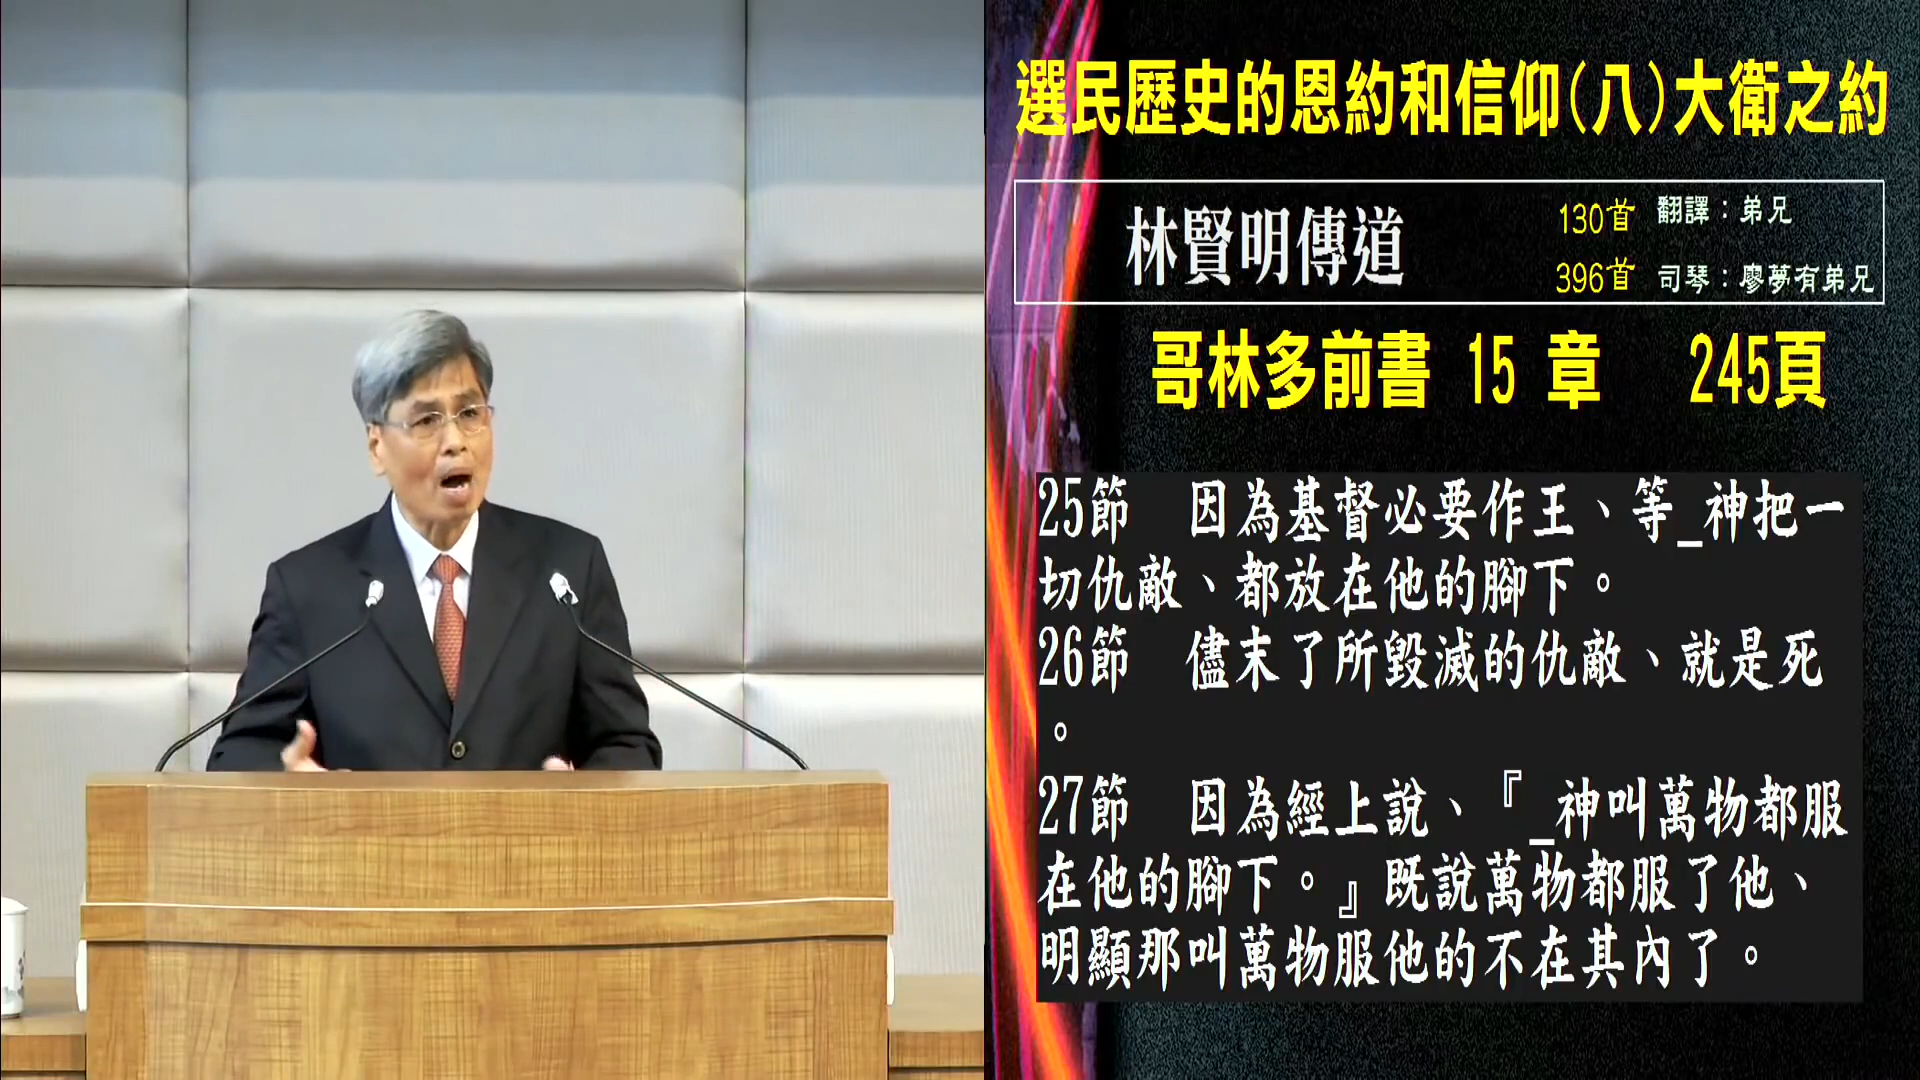 選民歷史的恩約和信仰(八)大衛之約
林賢明傳道
130首 翻譯：弟兄
396首 司琴：廖夢有弟兄
哥林多前書 15 章 245頁
25節 因為基督必要作王、等_神把一
切仇敵、都放在他的腳下。
26節 儘末了所毀滅的仇敵、就是死
。
27節 因為經上說、『_神叫萬物都服
在他的腳下。』既說萬物都服了他、
明顯那叫萬物服他的不在其內了。